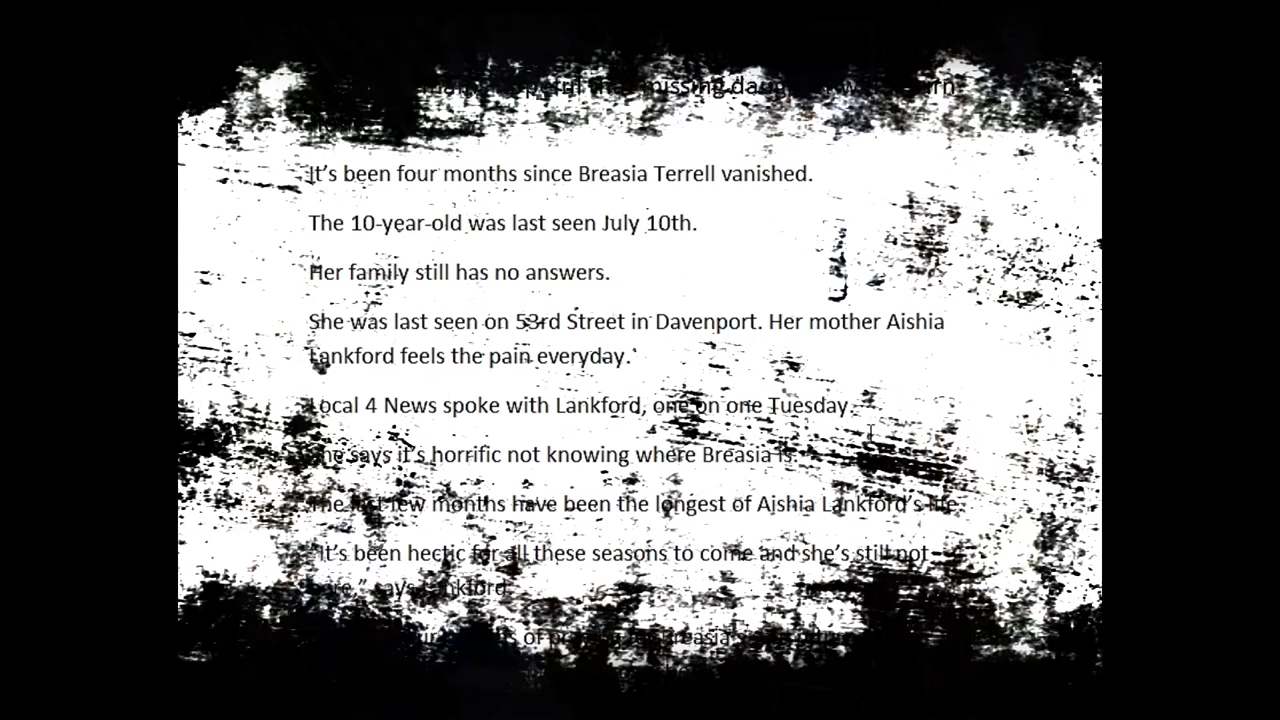 missing
It's been four months since Breasia Terrell vanished.
The 10-year-old was last seen July 10th.
Her family still has no answers.
She was last seen on 53rd Street in Davenport. Her mother Aishia
Lankford feels the pain everyday.
Local 4 News spoke with Lankford, one on one Tuesday.
She says it's horrific not knowing where Breasia is.
The last few months have been the longest of Aishia Lankford's life.
"It's been hectic for all these seasons to come and she's still not
here," says Lankford
of Breasia's